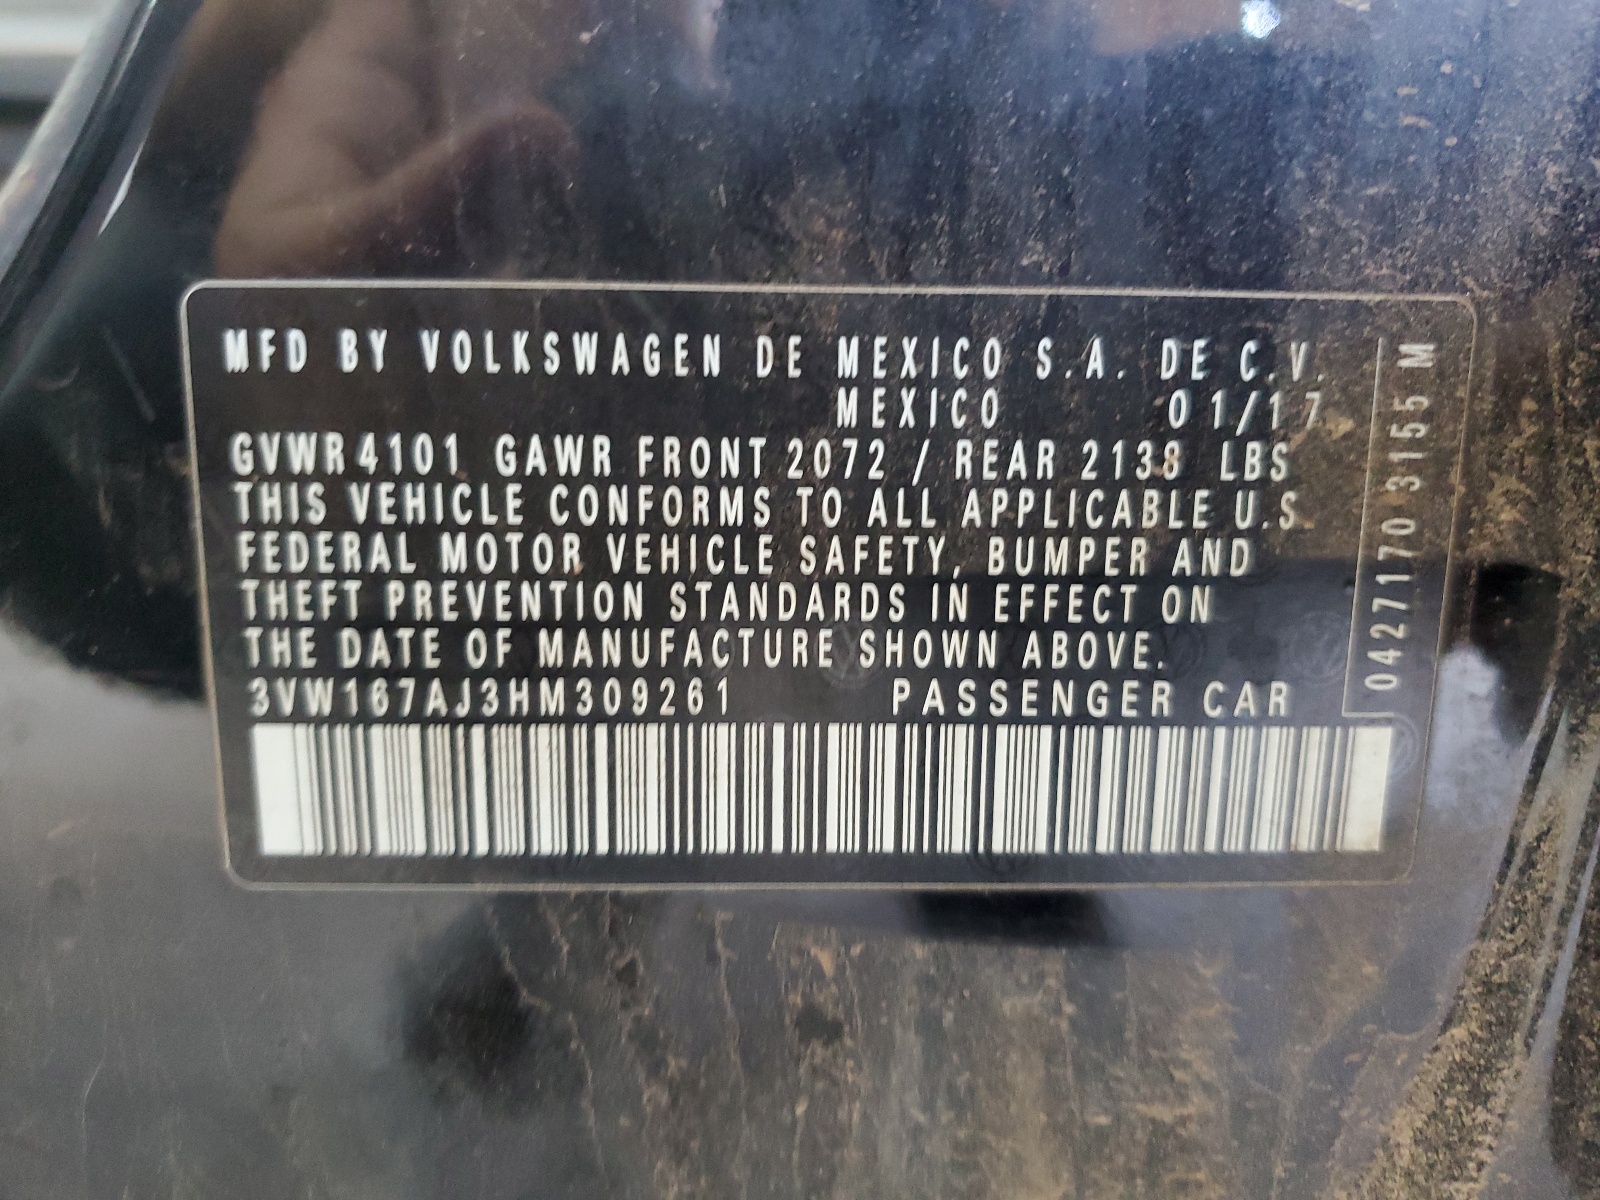 MFD BY VOLKSWAGEN DE MEXICO S.A. DE C.V.
MEXICO 01/17
GVWR 4101 GAWR FRONT 2072 / REAR 2138 LBS
THIS VEHICLE CONFORMS TO ALL APPLICABLE U.S.
FEDERAL MOTOR VEHICLE SAFETY, BUMPER AND
THEFT PREVENTION STANDARDS IN EFFECT ON
THE DATE OF MANUFACTURE SHOWN ABOVE.
3VW167AJ3HM309261 PASSENGER CAR
0427170 3155 M